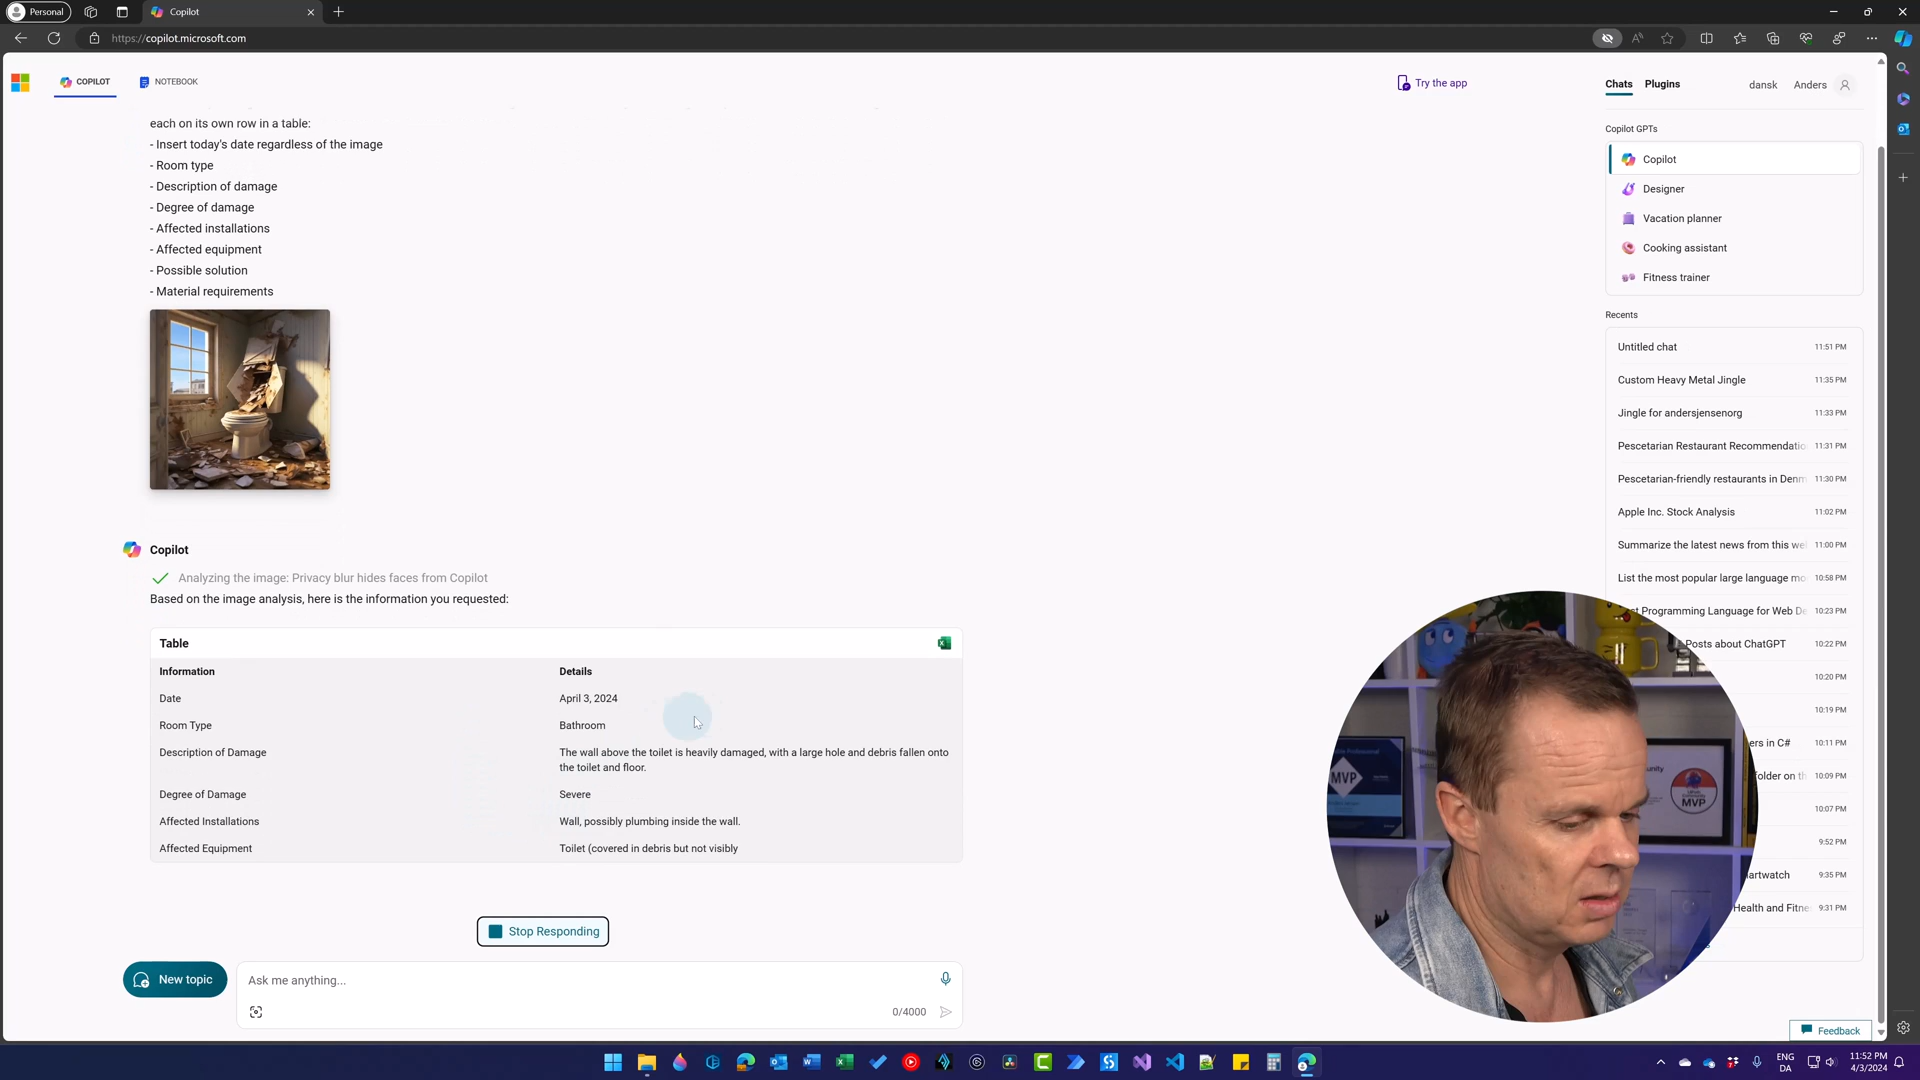 Personal
Copilot
https://copilot.microsoft.com
COPILOT
NOTEBOOK
Try the app
Chats
Plugins
dansk
Anders
each on its own row in a table:
- Insert today's date regardless of the image
- Room type
- Description of damage
- Degree of damage
- Affected installations
- Affected equipment
- Possible solution
- Material requirements
Copilot
Analyzing the image: Privacy blur hides faces from Copilot
Based on the image analysis, here is the information you requested:
Table
Information Details
Date April 3, 2024
Room Type Bathroom
Description of Damage The wall above the toilet is heavily damaged, with a large hole and debris fallen onto
the toilet and floor.
Degree of Damage Severe
Affected Installations Wall, possibly plumbing inside the wall.
Affected Equipment Toilet (covered in debris but not visibly
Stop Responding
New topic
Ask me anything...
0/4000
Copilot GPTs
Copilot
Designer
Vacation planner
Cooking assistant
Fitness trainer
Recents
Untitled chat 11:51 PM
Custom Heavy Metal Jingle 11:35 PM
Jingle for andersjensenorg 11:33 PM
Pescetarian Restaurant Recommendatio 11:31 PM
Pescetarian-friendly restaurants in Denm 11:30 PM
Apple Inc. Stock Analysis 11:02 PM
Summarize the latest news from this we 11:00 PM
List the most popular large language mo 10:58 PM
Programming Language for Web De 10:23 PM
Posts about ChatGPT 10:22 PM
10:20 PM
10:19 PM
ers in C# 10:11 PM
folder on th 10:09 PM
10:07 PM
9:52 PM
artwatch 9:35 PM
Health and Fitne 9:31 PM
MVP
MVP
Feedback
ENG
DA
11:52 PM
4/3/2024